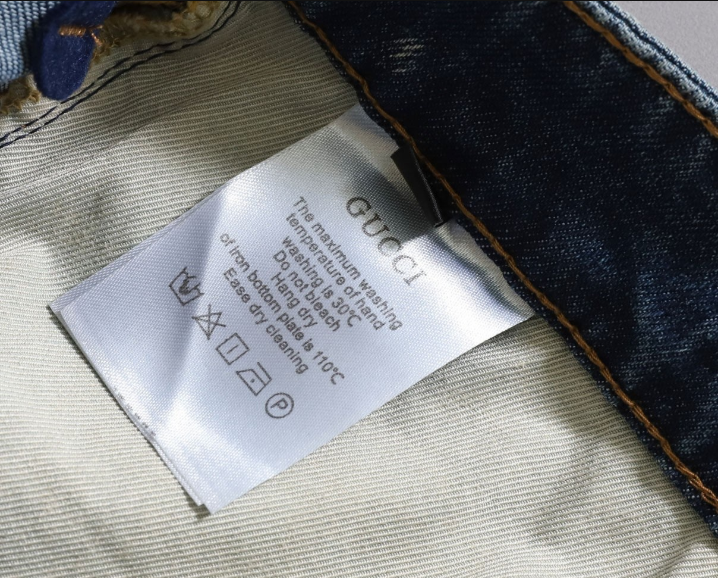 GUCCI
The maximum washing
temperature of hand
washing is 30℃
Do not bleach
Hang dry
of iron bottom plate is 110℃
Ease dry cleaning
P